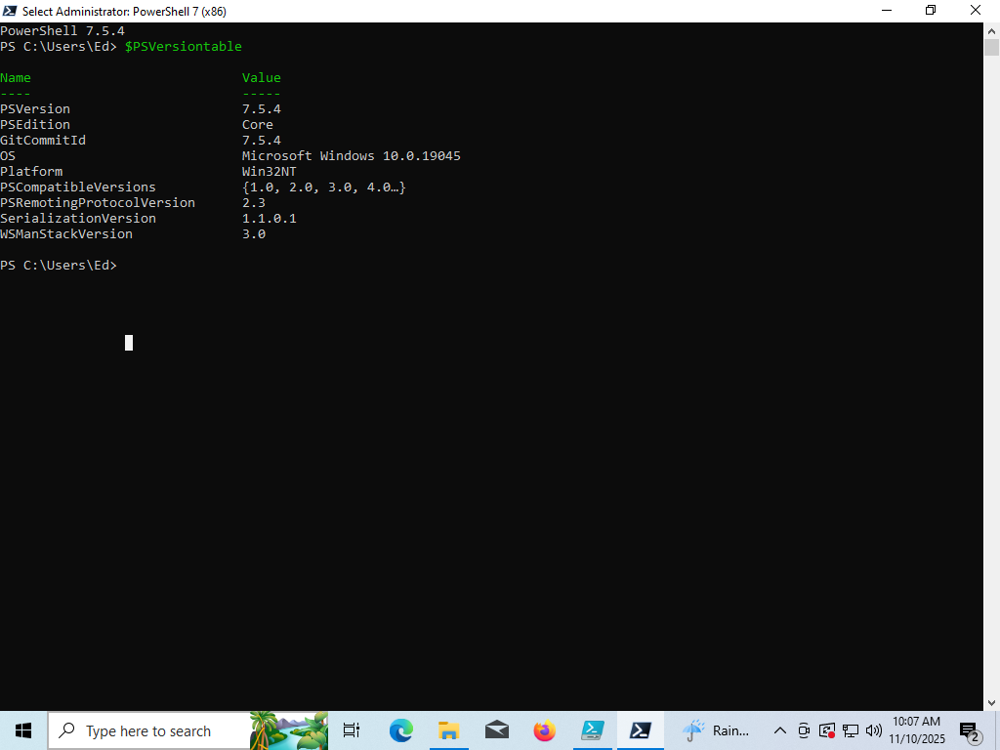 Select Administrator: PowerShell 7 (x86)
PowerShell 7.5.4
PS C:\Users\Ed> $PSVersiontable
Name Value
---- -----
PSVersion 7.5.4
PSEdition Core
GitCommitId 7.5.4
OS Microsoft Windows 10.0.19045
Platform Win32NT
PSCompatibleVersions {1.0, 2.0, 3.0, 4.0…}
PSRemotingProtocolVersion 2.3
SerializationVersion 1.1.0.1
WSManStackVersion 3.0
PS C:\Users\Ed>
Type here to search
Rain...
10:07 AM
11/10/2025
2